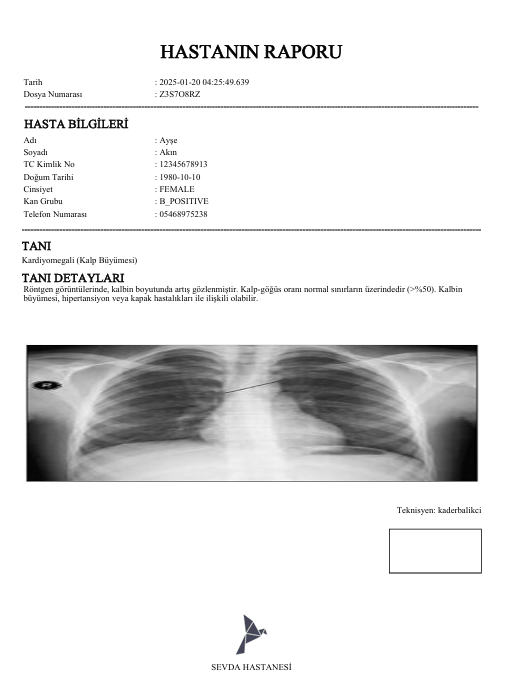 HASTANIN RAPORU
Tarih : 2025-01-20 04:25:49.639
Dosya Numarası : Z3S7O8RZ
HASTA BİLGİLERİ
Adı : Ayşe
Soyadı : Akın
TC Kimlik No : 12345678913
Doğum Tarihi : 1980-10-10
Cinsiyet : FEMALE
Kan Grubu : B_POSITIVE
Telefon Numarası : 05468975238
TANI
Kardiyomegali (Kalp Büyümesi)
TANI DETAYLARI
Röntgen görüntülerinde, kalbin boyutunda artış gözlenmiştir. Kalp-göğüs oranı normal sınırların üzerindedir (>%50). Kalbin
büyümesi, hipertansiyon veya kapak hastalıkları ile ilişkili olabilir.
Teknisyen: kaderbalikci
SEVDA HASTANESİ